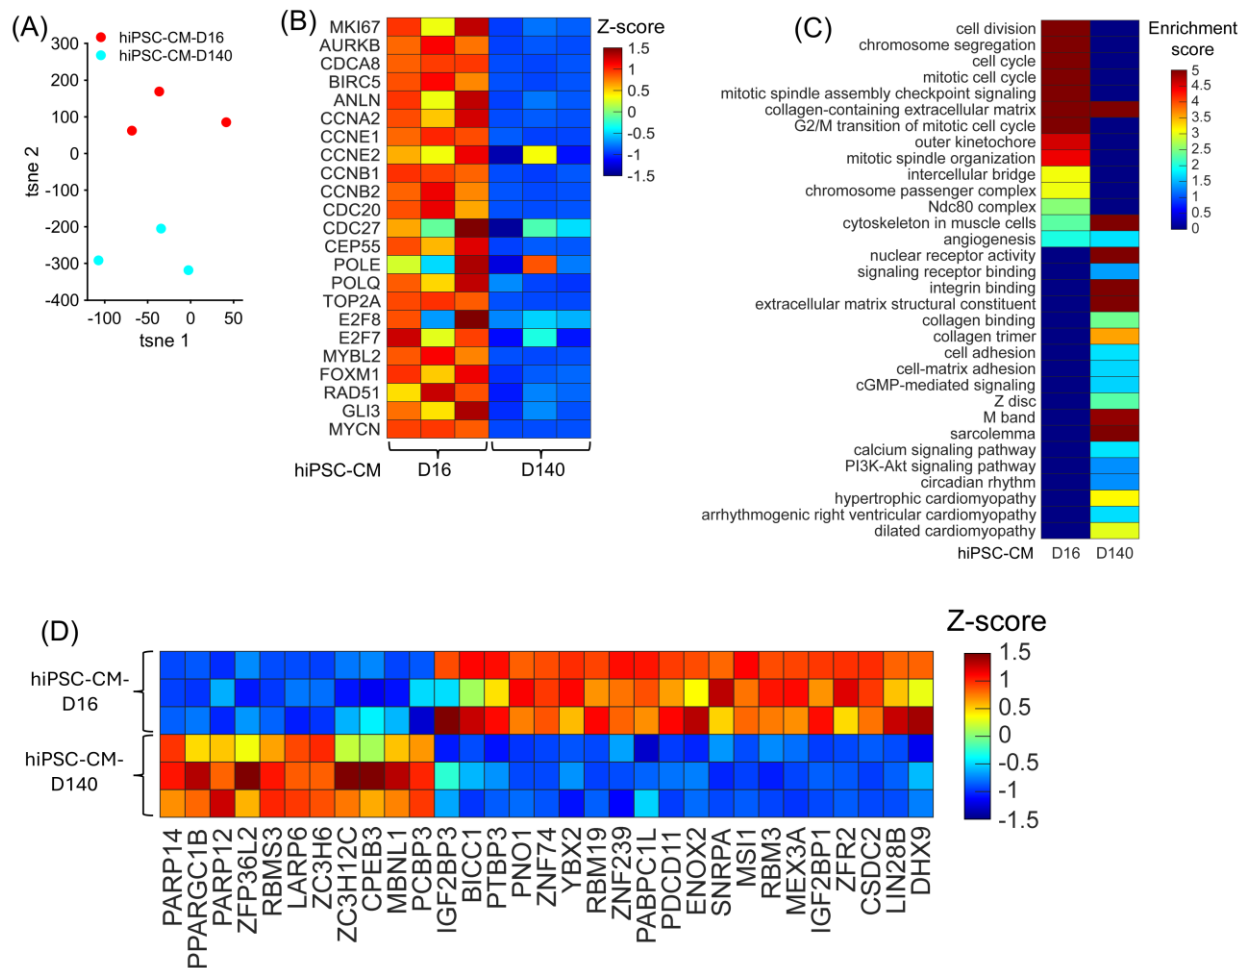 (A)
hiPSC-CM-D16
hiPSC-CM-D140
300
200
100
0
-100
-200
-300
-400
tsne 2
-100
-50
0
50
tsne 1
(B)
MKI67
AURKB
CDCA8
BIRC5
ANLN
CCNA2
CCNE1
CCNE2
CCNB1
CCNB2
CDC20
CDC27
CEP55
POLE
POLQ
TOP2A
E2F8
E2F7
MYBL2
FOXM1
RAD51
GLI3
MYCN
hiPSC-CM
D16
D140
Z-score
1.5
1
0.5
0
-0.5
-1
-1.5
(C)
cell division
chromosome segregation
cell cycle
mitotic cell cycle
mitotic spindle assembly checkpoint signaling
collagen-containing extracellular matrix
G2/M transition of mitotic cell cycle
outer kinetochore
mitotic spindle organization
intercellular bridge
chromosome passenger complex
Ndc80 complex
cytoskeleton in muscle cells
angiogenesis
nuclear receptor activity
signaling receptor binding
integrin binding
extracellular matrix structural constituent
collagen binding
collagen trimer
cell adhesion
cell-matrix adhesion
cGMP-mediated signaling
Z disc
M band
sarcolemma
calcium signaling pathway
PI3K-Akt signaling pathway
circadian rhythm
hypertrophic cardiomyopathy
arrhythmogenic right ventricular cardiomyopathy
dilated cardiomyopathy
hiPSC-CM
D16
D140
Enrichment
score
5
4.5
4
3.5
3
2.5
2
1.5
1
0.5
0
(D)
hiPSC-CM-
D16
hiPSC-CM-
D140
Z-score
1.5
1
0.5
0
-0.5
-1
-1.5
PARP14
PPARGC1B
PARP12
ZFP36L2
RBMS3
LARP6
ZC3H6
ZC3H12C
CPEB3
MBNL1
PCBP3
IGF2BP3
BICC1
PTBP3
PNO1
ZNF74
YBX2
RBM19
ZNF239
PABPC1L
PDCD11
ENOX2
SNRPA
MSI1
RBM3
MEX3A
IGF2BP1
ZFR2
CSDC2
LIN28B
DHX9